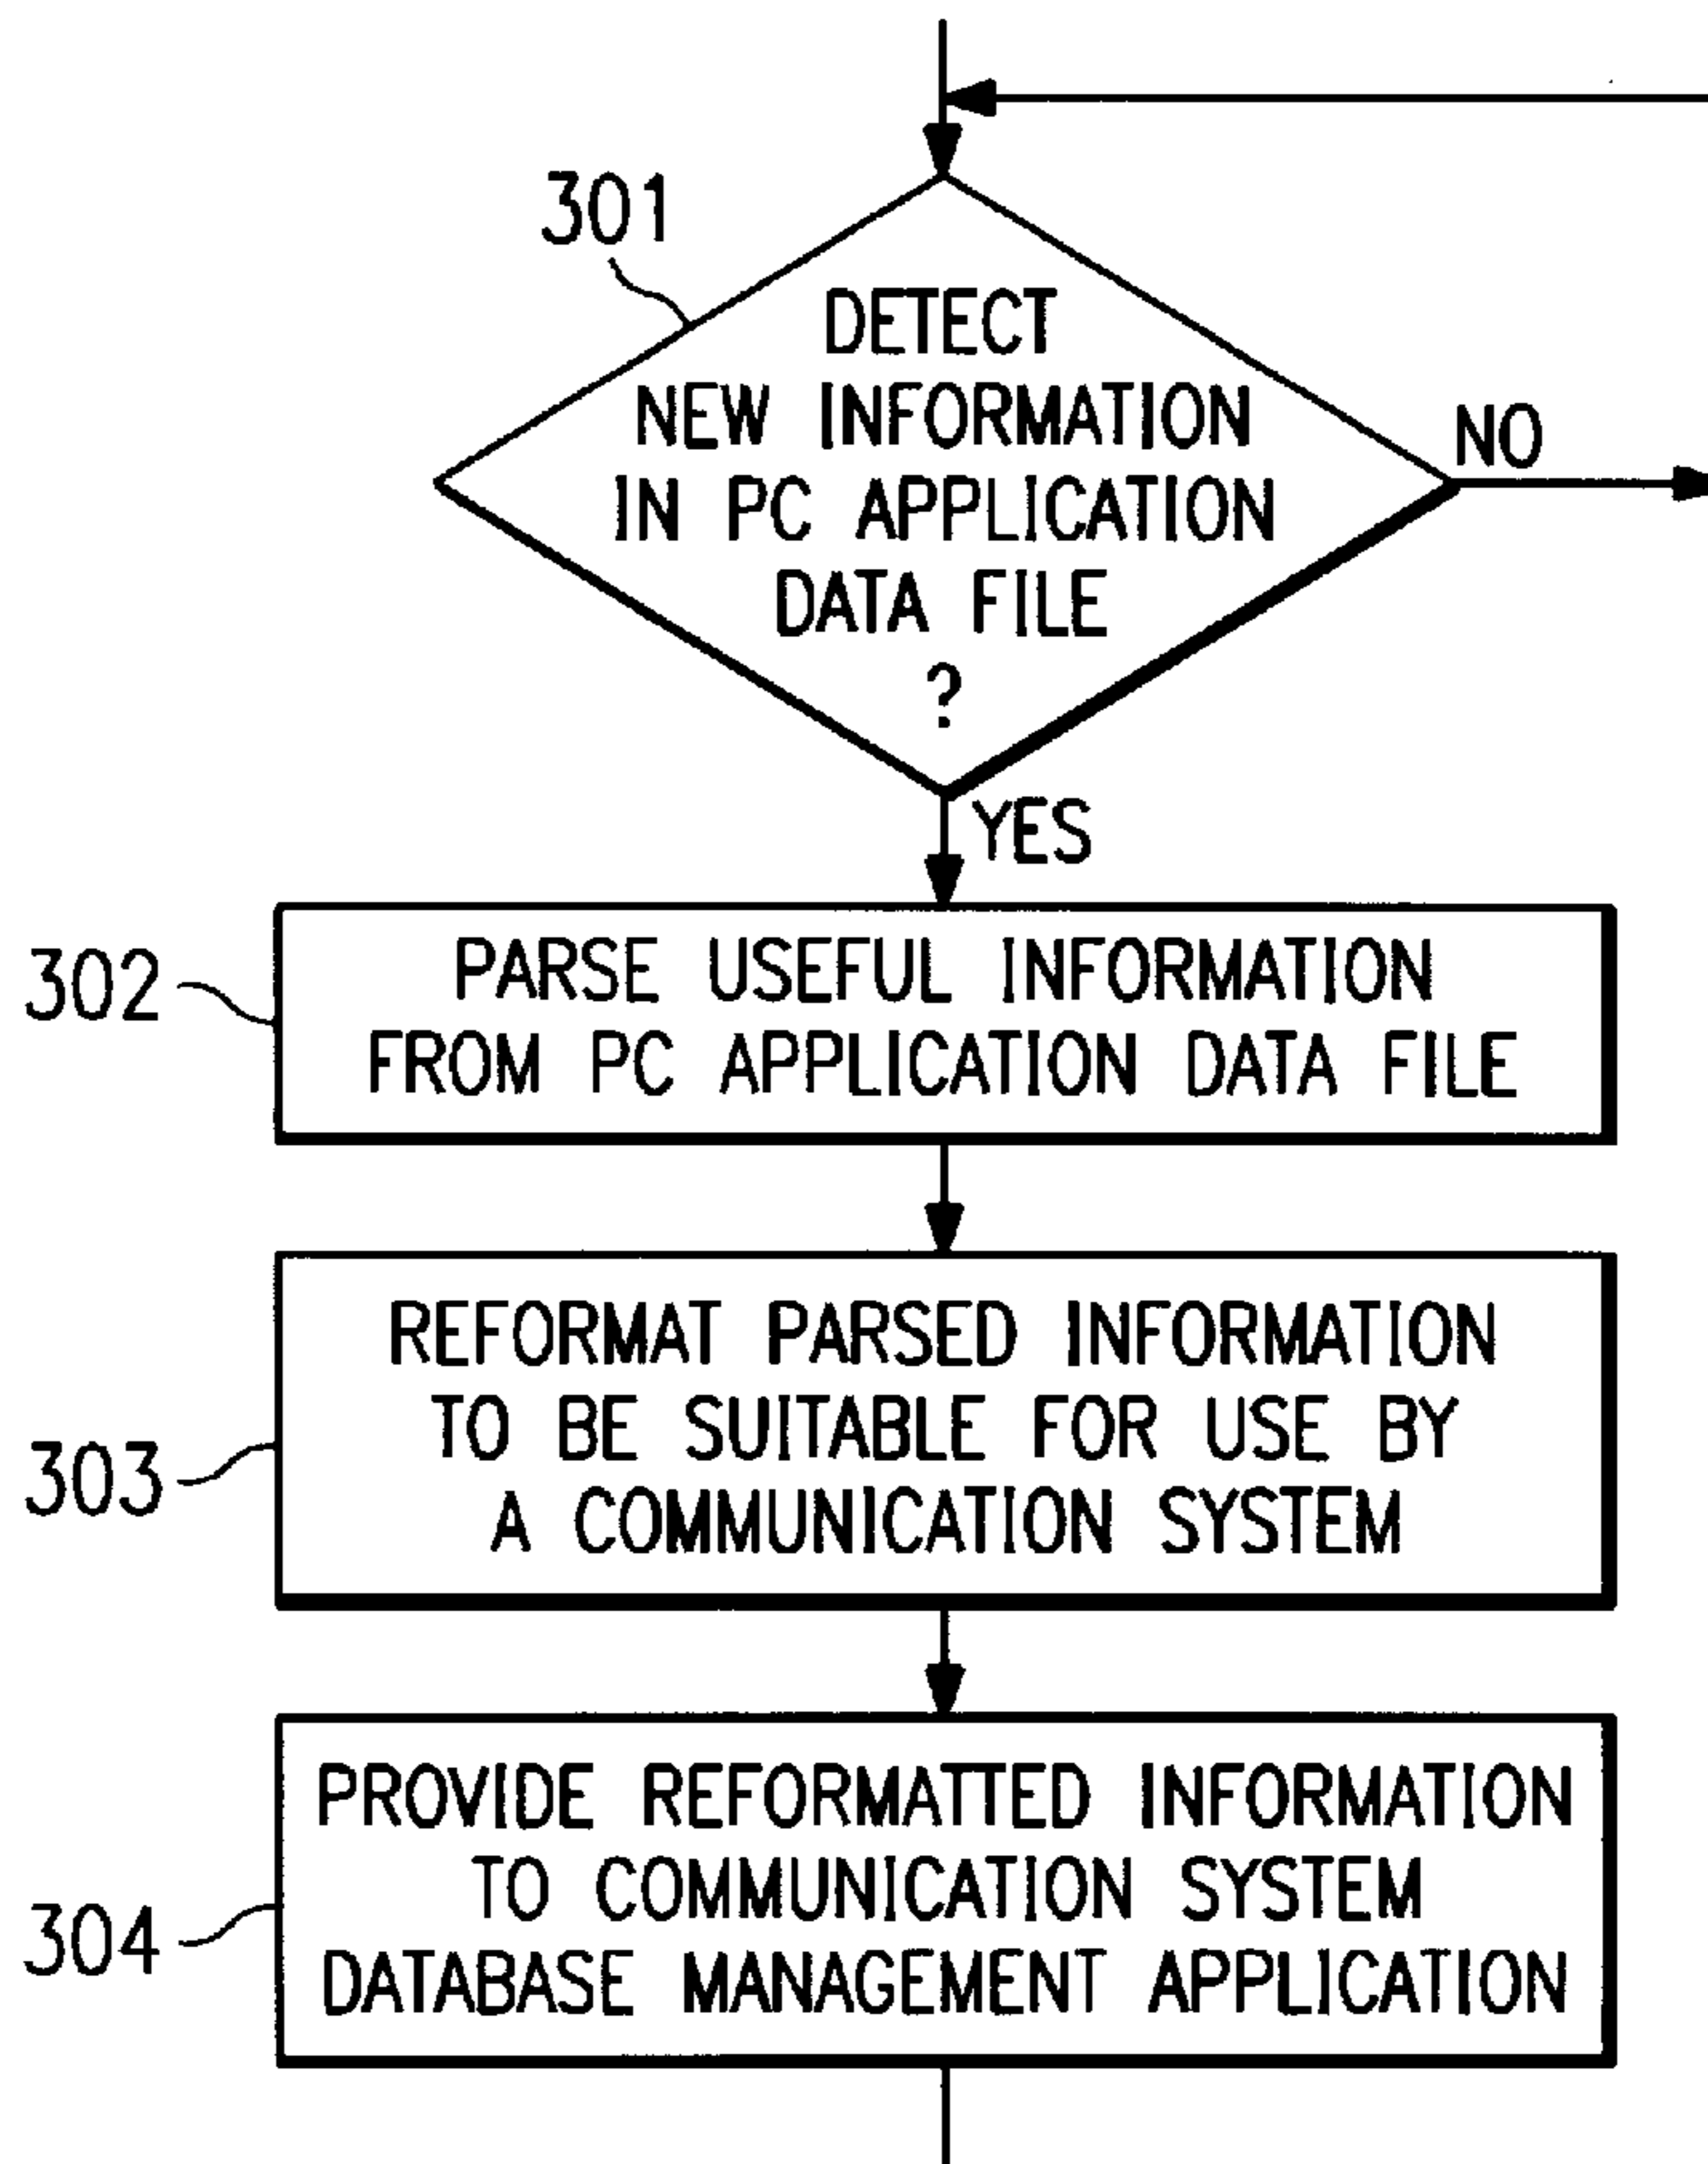 301
DETECT
NEW INFORMATION
IN PC APPLICATION
DATA FILE
?
NO
YES
302
PARSE USEFUL INFORMATION
FROM PC APPLICATION DATA FILE
303
REFORMAT PARSED INFORMATION
TO BE SUITABLE FOR USE BY
A COMMUNICATION SYSTEM
304
PROVIDE REFORMATTED INFORMATION
TO COMMUNICATION SYSTEM
DATABASE MANAGEMENT APPLICATION